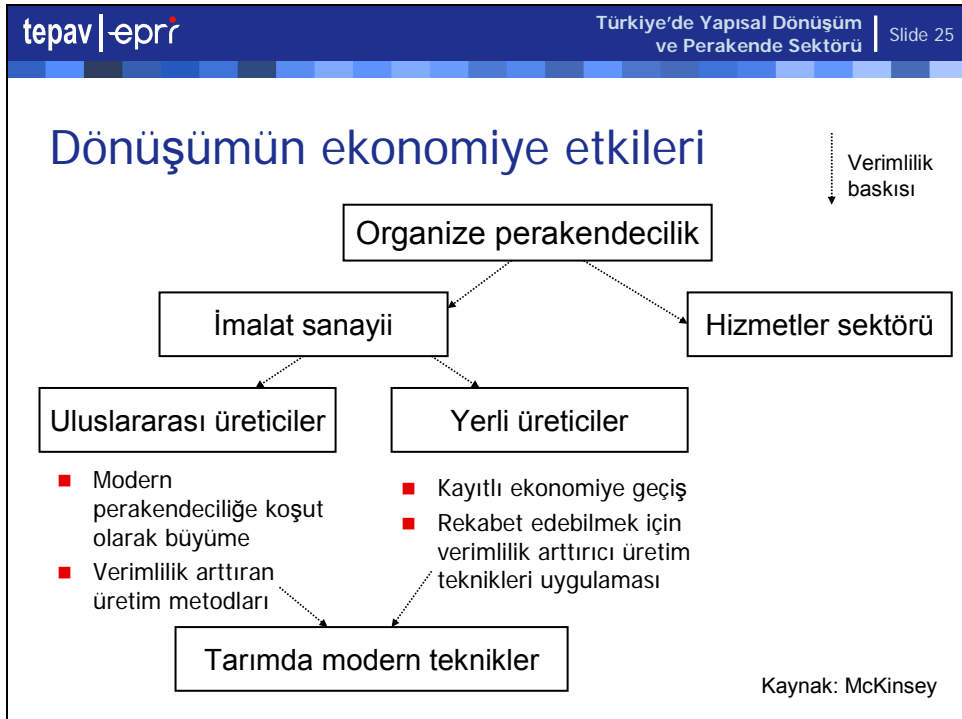 tepav epri
Türkiye'de Yapısal Dönüşüm
ve Perakende Sektörü
Slide 25
Dönüşümün ekonomiye etkileri
Verimlilik
baskısı
Organize perakendecilik
İmalat sanayii
Hizmetler sektörü
Uluslararası üreticiler
Yerli üreticiler
Modern
perakendeciliğe koşut
olarak büyüme
Verimlilik arttıran
üretim metodları
Kayıtlı ekonomiye geçiş
Rekabet edebilmek için
verimlilik arttırıcı üretim
teknikleri uygulaması
Tarımda modern teknikler
Kaynak: McKinsey